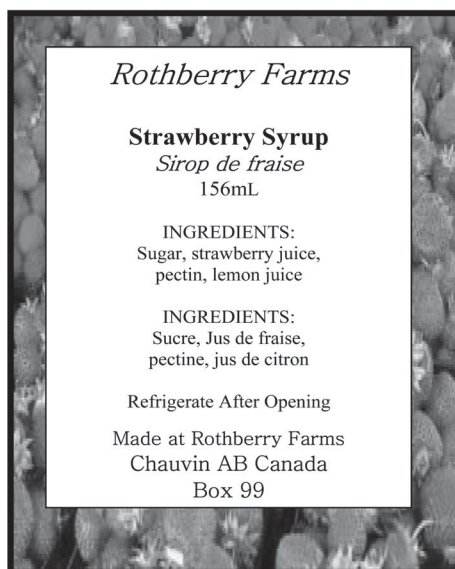 Rothberry Farms
Strawberry Syrup
Sirop de fraise
156mL
INGREDIENTS:
Sugar, strawberry juice,
pectin, lemon juice
INGREDIENTS:
Sucre, Jus de fraise,
pectine, jus de citron
Refrigerate After Opening
Made at Rothberry Farms
Chauvin AB Canada
Box 99